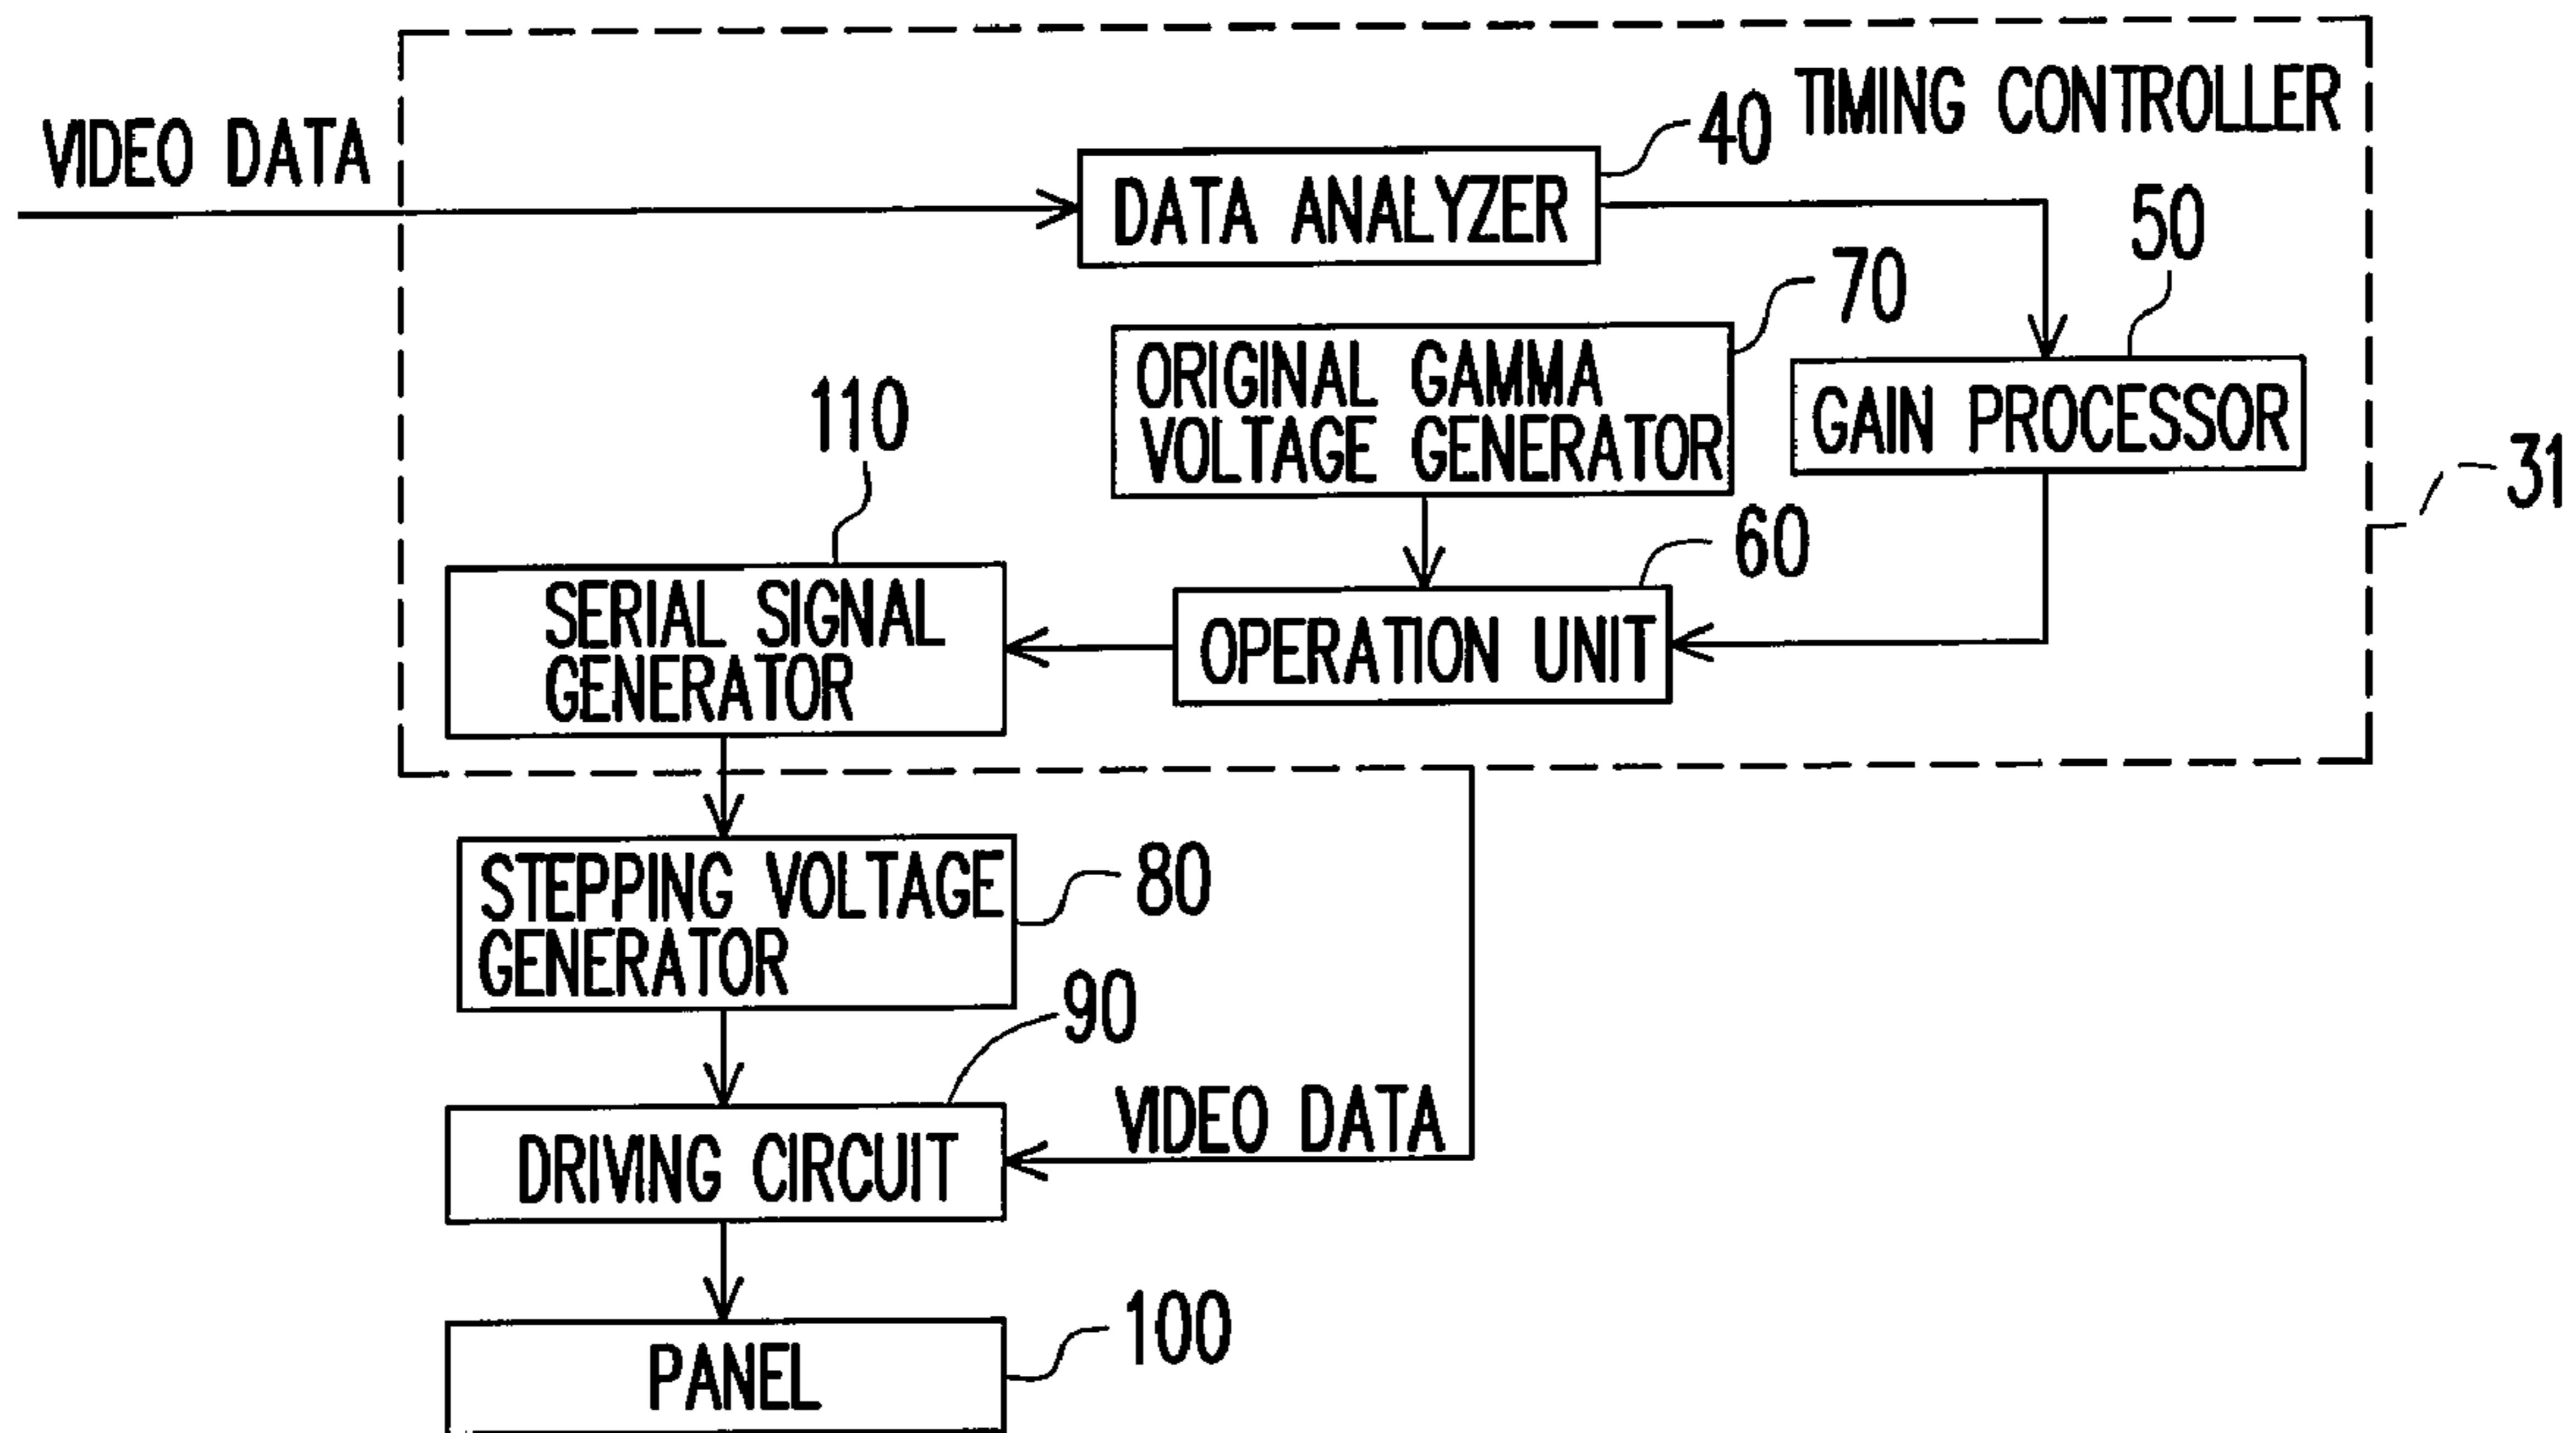 TIMING CONTROLLER
VIDEO DATA
40
DATA ANALYZER
50
70
ORIGINAL GAMMA
VOLTAGE GENERATOR
GAIN PROCESSOR
110
31
60
SERIAL SIGNAL
GENERATOR
OPERATION UNIT
STEPPING VOLTAGE
GENERATOR
80
90
VIDEO DATA
DRIVING CIRCUIT
100
PANEL